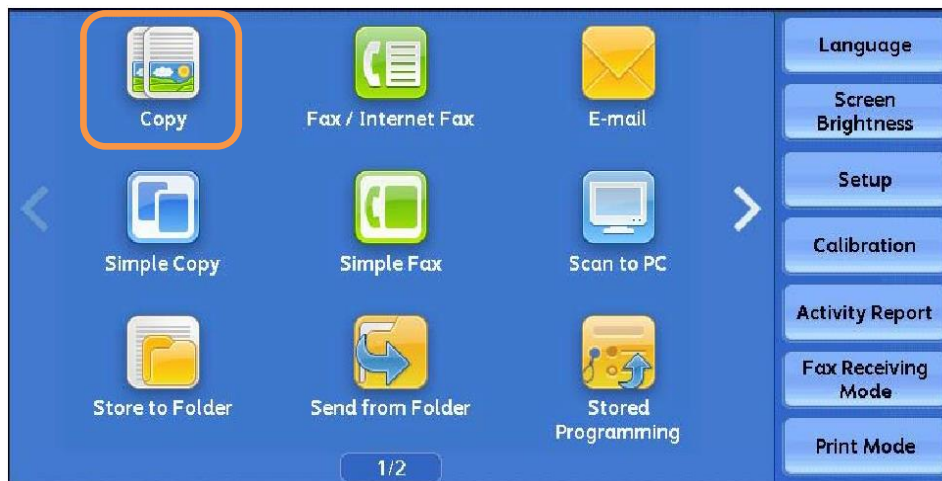 Copy
Fax / Internet Fax
E-mail
Simple Copy
Simple Fax
Scan to PC
Store to Folder
Send from Folder
Stored
Programming
1/2
Language
Screen
Brightness
Setup
Calibration
Activity Report
Fax Receiving
Mode
Print Mode